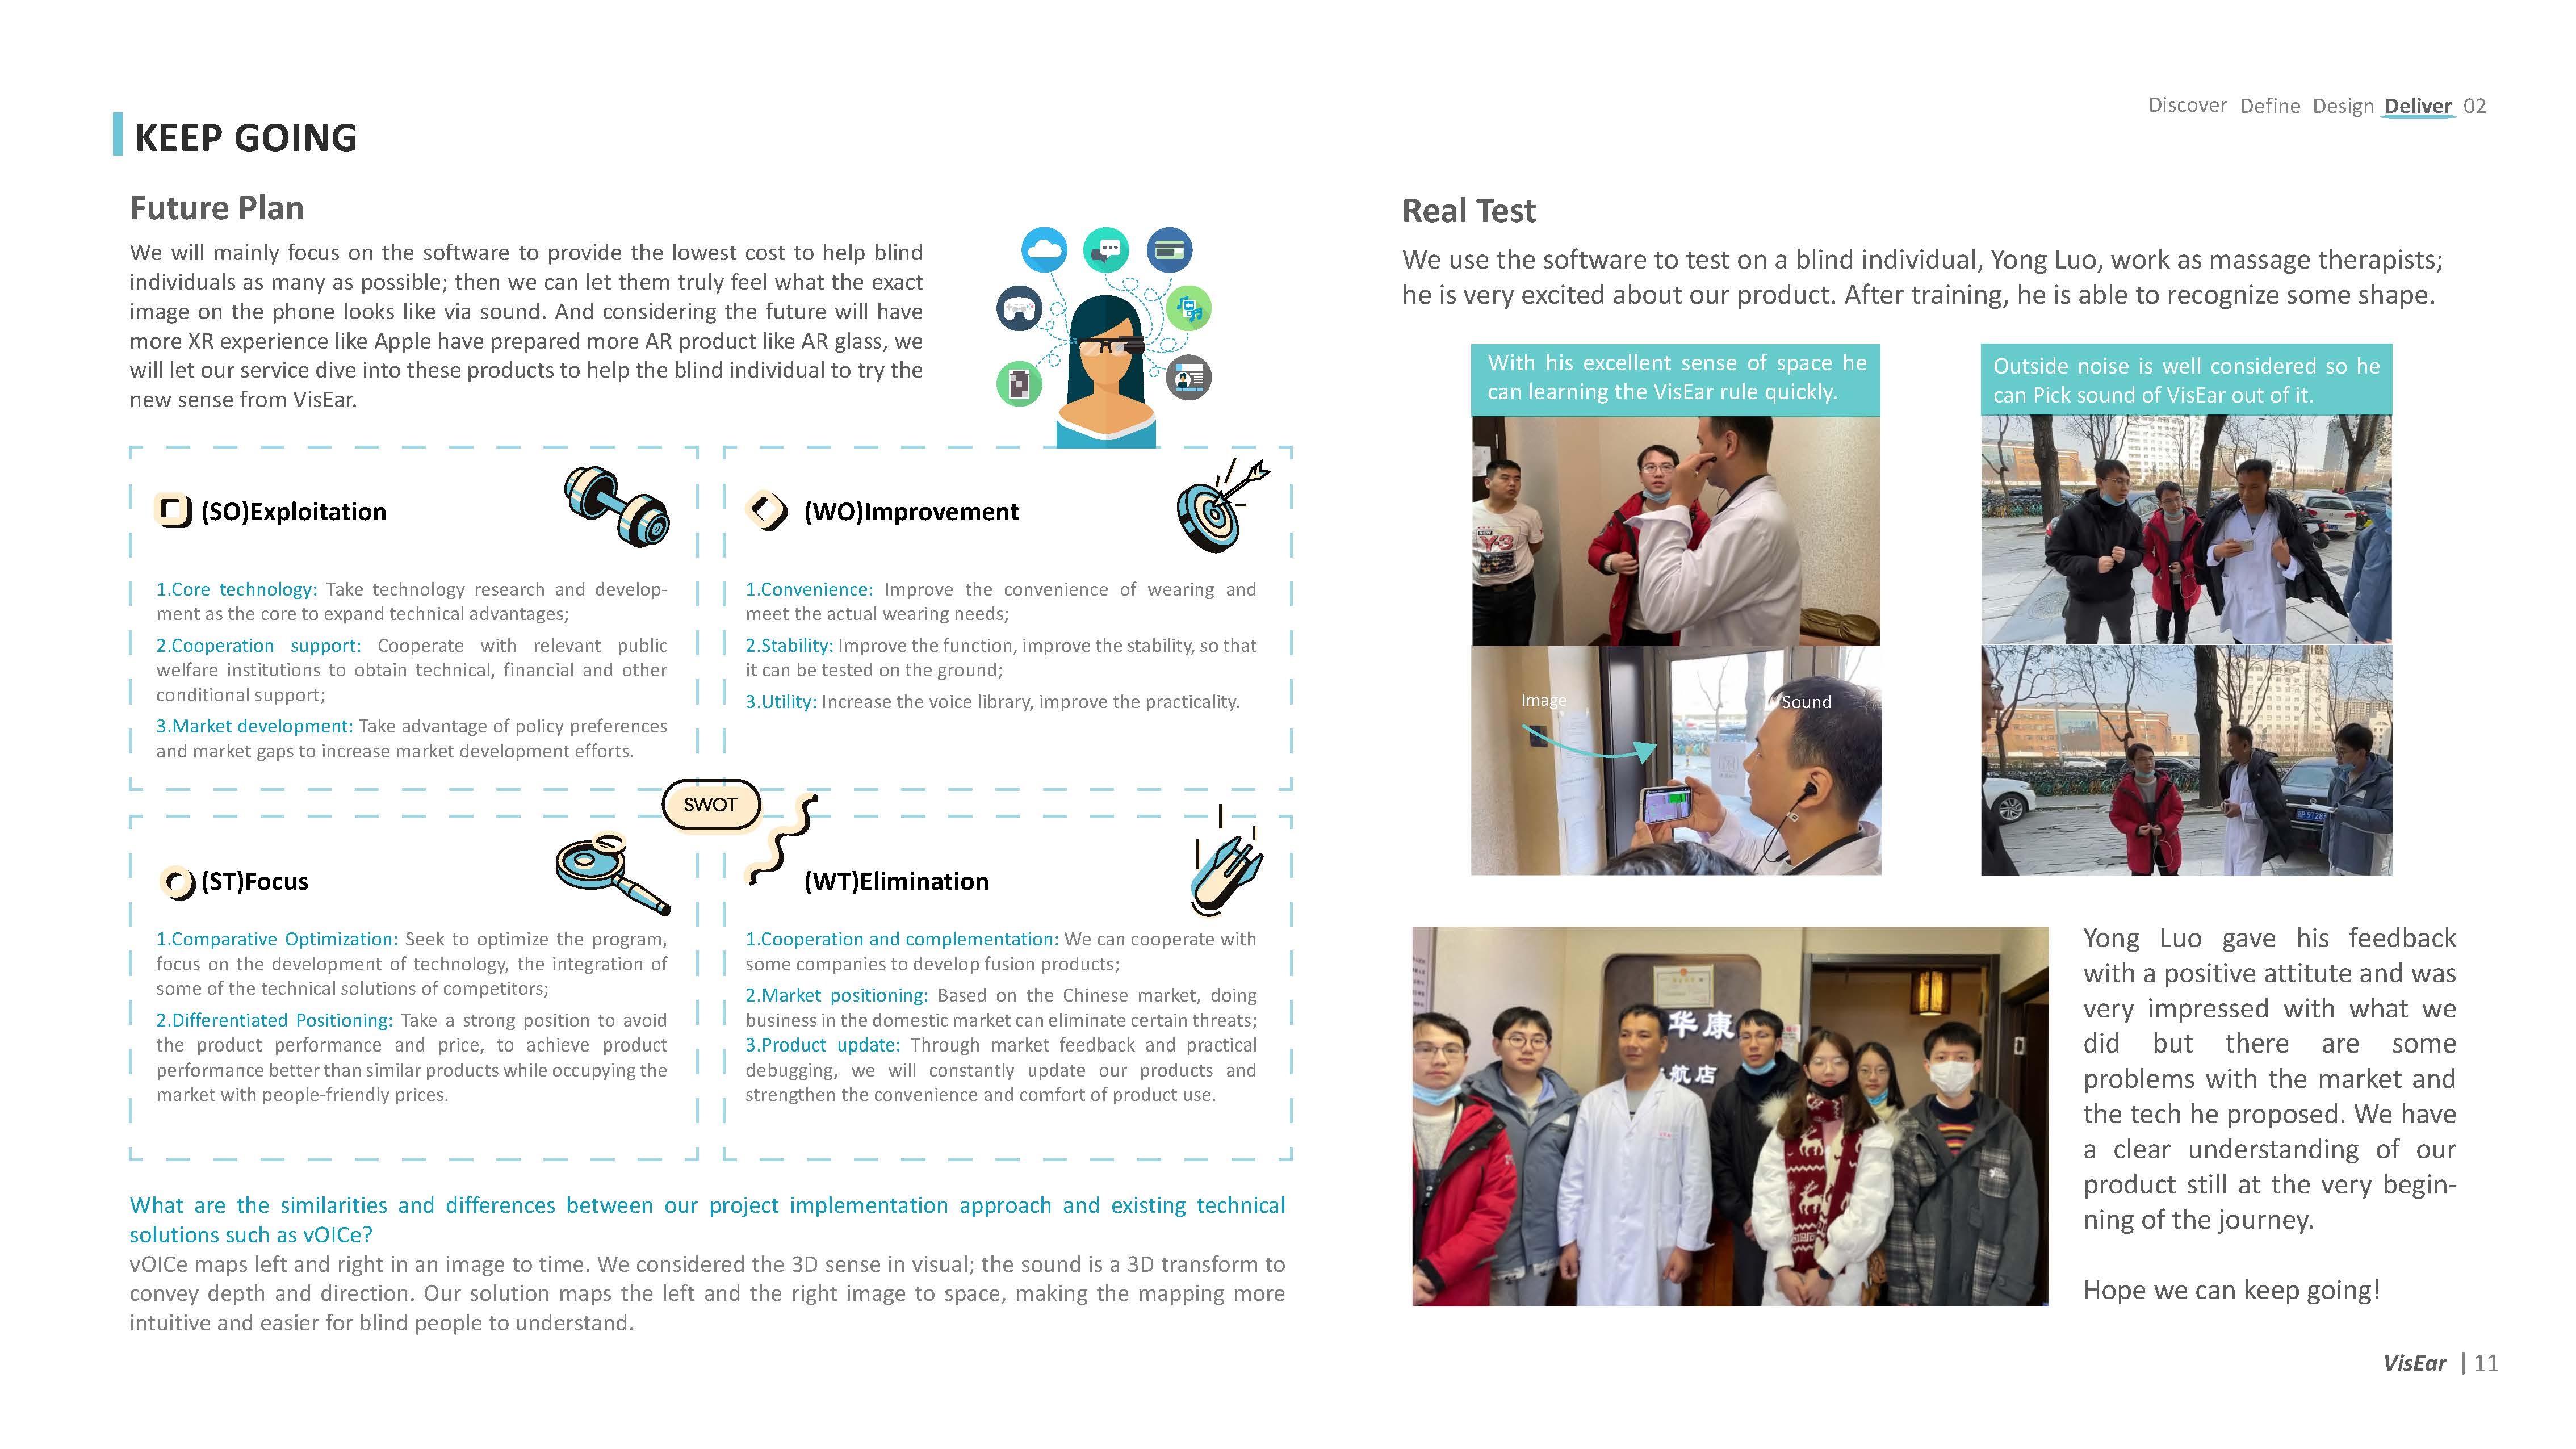 Discover Define Design Deliver 02
KEEP GOING
Future Plan
We will mainly focus on the software to provide the lowest cost to help blind
individuals as many as possible; then we can let them truly feel what the exact
image on the phone looks like via sound. And considering the future will have
more XR experience like Apple have prepared more AR product like AR glass, we
will let our service dive into these products to help the blind individual to try the
new sense from VisEar.
(SO)Exploitation
1.Core technology: Take technology research and develop-
ment as the core to expand technical advantages;
2.Cooperation support: Cooperate with relevant public
welfare institutions to obtain technical, financial and other
conditional support;
3.Market development: Take advantage of policy preferences
and market gaps to increase market development efforts.
(WO)Improvement
1.Convenience: Improve the convenience of wearing and
meet the actual wearing needs;
2.Stability: Improve the function, improve the stability, so that
it can be tested on the ground;
3.Utility: Increase the voice library, improve the practicality.
SWOT
(ST)Focus
1.Comparative Optimization: Seek to optimize the program,
focus on the development of technology, the integration of
some of the technical solutions of competitors;
2.Differentiated Positioning: Take a strong position to avoid
the product performance and price, to achieve product
performance better than similar products while occupying the
market with people-friendly prices.
(WT)Elimination
1.Cooperation and complementation: We can cooperate with
some companies to develop fusion products;
2.Market positioning: Based on the Chinese market, doing
business in the domestic market can eliminate certain threats;
3.Product update: Through market feedback and practical
debugging, we will constantly update our products and
strengthen the convenience and comfort of product use.
What are the similarities and differences between our project implementation approach and existing technical
solutions such as vOICe?
vOICe maps left and right in an image to time. We considered the 3D sense in visual; the sound is a 3D transform to
convey depth and direction. Our solution maps the left and the right image to space, making the mapping more
intuitive and easier for blind people to understand.
Real Test
We use the software to test on a blind individual, Yong Luo, work as massage therapists;
he is very excited about our product. After training, he is able to recognize some shape.
With his excellent sense of space he
can learning the VisEar rule quickly.
Y-3
Image
Sound
Outside noise is well considered so he
can Pick sound of VisEar out of it.
华康
航店
Yong Luo gave his feedback
with a positive attitute and was
very impressed with what we
did but there are some
problems with the market and
the tech he proposed. We have
a clear understanding of our
product still at the very begin-
ning of the journey.
Hope we can keep going!
VisEar | 11